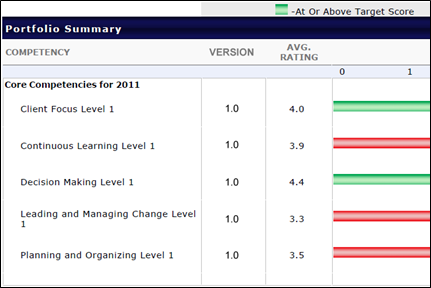 -At Or Above Target Score
Portfolio Summary
COMPETENCY VERSION AVG. RATING
0 1
Core Competencies for 2011
Client Focus Level 1 1.0 4.0
Continuous Learning Level 1 1.0 3.9
Decision Making Level 1 1.0 4.4
Leading and Managing Change Level
1 1.0 3.3
Planning and Organizing Level 1 1.0 3.5